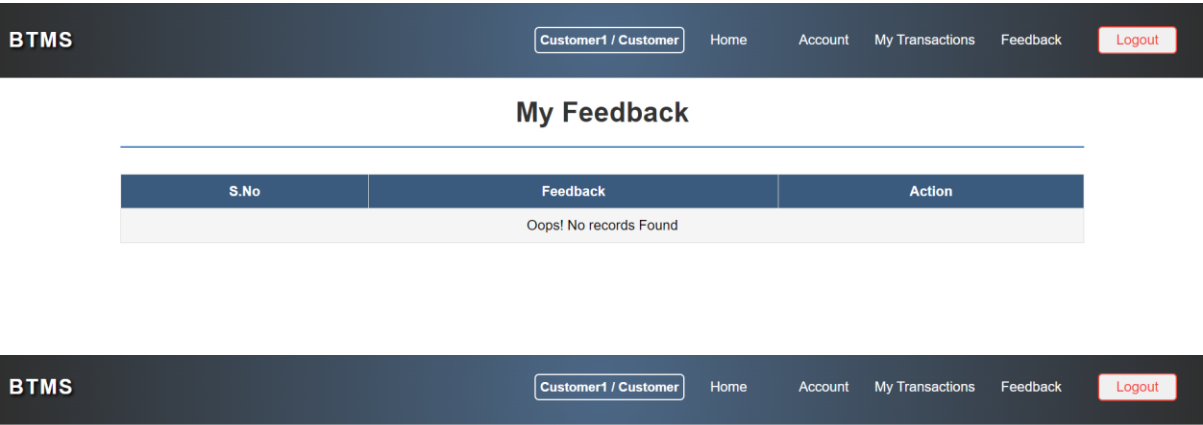 BTMS Customer1 / Customer Home Account My Transactions Feedback Logout
My Feedback
S.No Feedback Action
Oops! No records Found
BTMS Customer1 / Customer Home Account My Transactions Feedback Logout